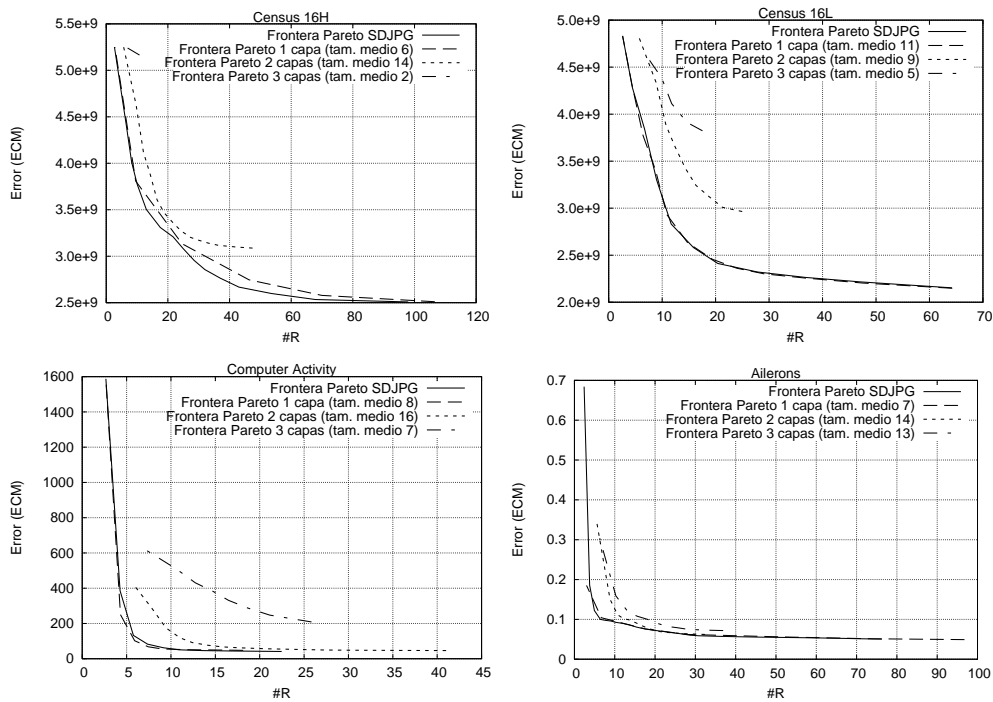 Census 16H
Frontera Pareto SDJPG
Frontera Pareto 1 capa (tam. medio 6)
Frontera Pareto 2 capas (tam. medio 14)
Frontera Pareto 3 capas (tam. medio 2)
5.5e+9
5.0e+9
4.5e+9
4.0e+9
3.5e+9
3.0e+9
2.5e+9
Error (ECM)
0 20 40 60 80 100 120
#R
Census 16L
Frontera Pareto SDJPG
Frontera Pareto 1 capa (tam. medio 11)
Frontera Pareto 2 capas (tam. medio 9)
Frontera Pareto 3 capas (tam. medio 5)
5.0e+9
4.5e+9
4.0e+9
3.5e+9
3.0e+9
2.5e+9
2.0e+9
Error (ECM)
0 10 20 30 40 50 60 70
#R
Computer Activity
Frontera Pareto SDJPG
Frontera Pareto 1 capa (tam. medio 8)
Frontera Pareto 2 capas (tam. medio 16)
Frontera Pareto 3 capas (tam. medio 7)
1600
1400
1200
1000
800
600
400
200
0
Error (ECM)
0 5 10 15 20 25 30 35 40 45
#R
Ailerons
Frontera Pareto SDJPG
Frontera Pareto 1 capa (tam. medio 7)
Frontera Pareto 2 capas (tam. medio 14)
Frontera Pareto 3 capas (tam. medio 13)
0.7
0.6
0.5
0.4
0.3
0.2
0.1
0
Error (ECM)
0 10 20 30 40 50 60 70 80 90 100
#R